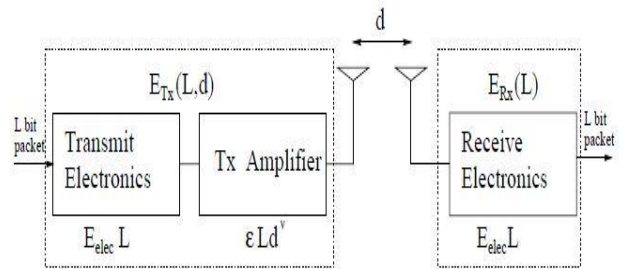 d
E_Tx(L,d)
E_Rx(L)
L bit
packet
Transmit
Electronics
Tx Amplifier
Receive
Electronics
L bit
packet
E_elec L
εLd^v
E_elec L